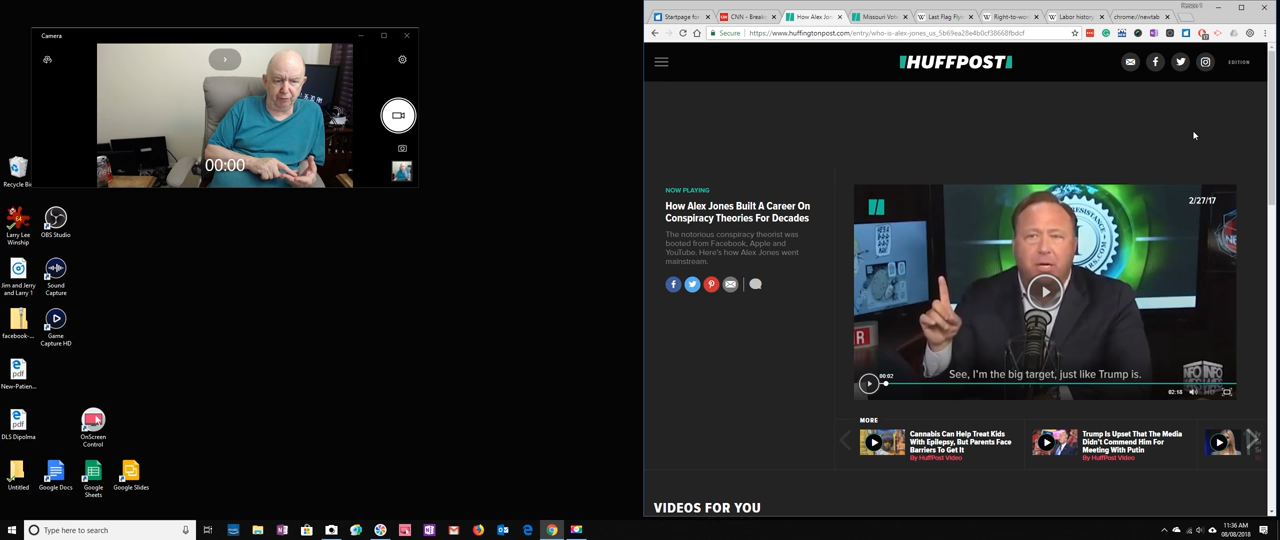 Camera
00:00
Recycle Bin
Larry Lee
Winship
OBS Studio
Jim and Jerry
and Larry 1
Sound
Capture
facebook-...
Game
Capture HD
New-Patien...
DLS Dipolma
OnScreen
Control
Untitled
Google Docs
Google
Sheets
Google Slides
Startpage for
CNN - Break
How Alex Jon
Missouri Vot
Last Flag Flyi
Right-to-wo
Labor history
chrome://newtab
Secure
https://www.huffingtonpost.com/entry/who-is-alex-jones_us_5b69ea28e4b0cf38668fbdcf
HUFFPOST
EDITION
NOW PLAYING
How Alex Jones Built A Career On
Conspiracy Theories For Decades
The notorious conspiracy theorist was
booted from Facebook, Apple and
YouTube. Here's how Alex Jones went
mainstream.
2/27/17
See, I'm the big target, just like Trump is.
00:02
02:18
HD
MORE
Cannabis Can Help Treat Kids
With Epilepsy, But Parents Face
Barriers To Get It
By HuffPost Video
Trump Is Upset That The Media
Didn't Commend Him For
Meeting With Putin
By HuffPost Video
VIDEOS FOR YOU
Type here to search
11:36 AM
08/08/2018